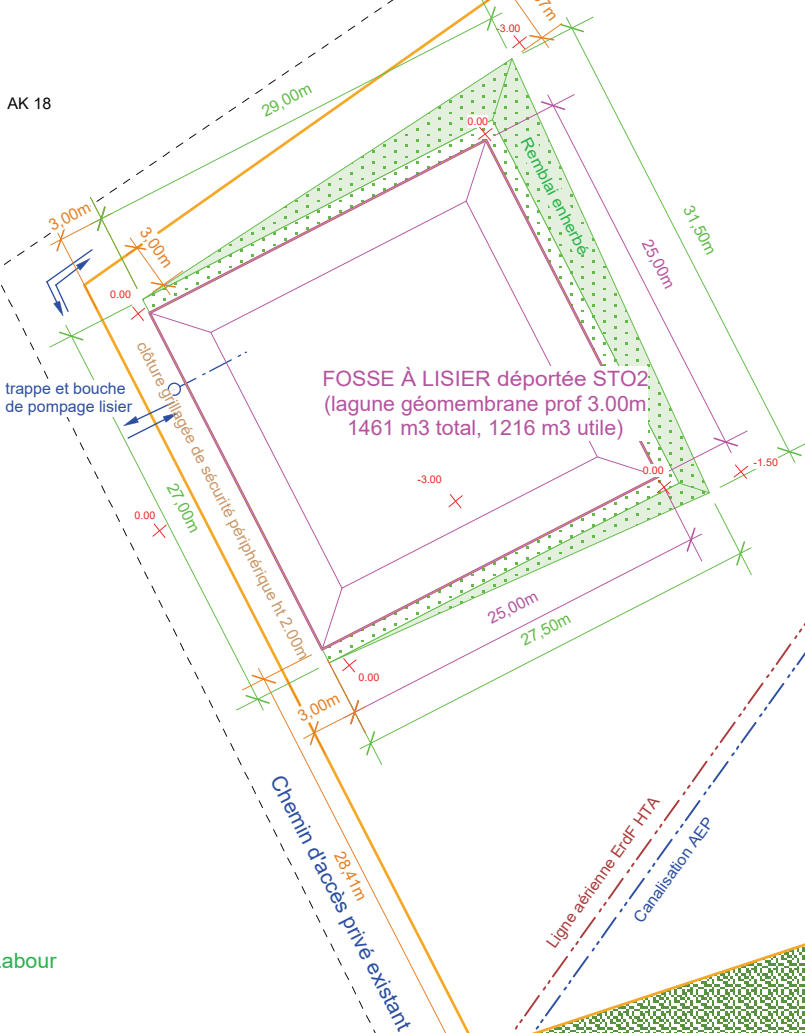 -3.00
AK 18
29,00m
0.00
Remblai enherbé
31,50m
25,00m
3,00m
3,00m
0.00
clôture grillagée de sécurité périphérique ht 2.00m
trappe et bouche
de pompage lisier
FOSSE À LISIER déportée STO2
(lagune géomembrane prof 3.00m
1461 m3 total, 1216 m3 utile)
0.00
-1.50
-3.00
27,00m
0.00
25,00m
27,50m
0.00
3,00m
28,41m
Chemin d'accès privé existant
Ligne aérienne ErdF HTA
Canalisation AEP
abour